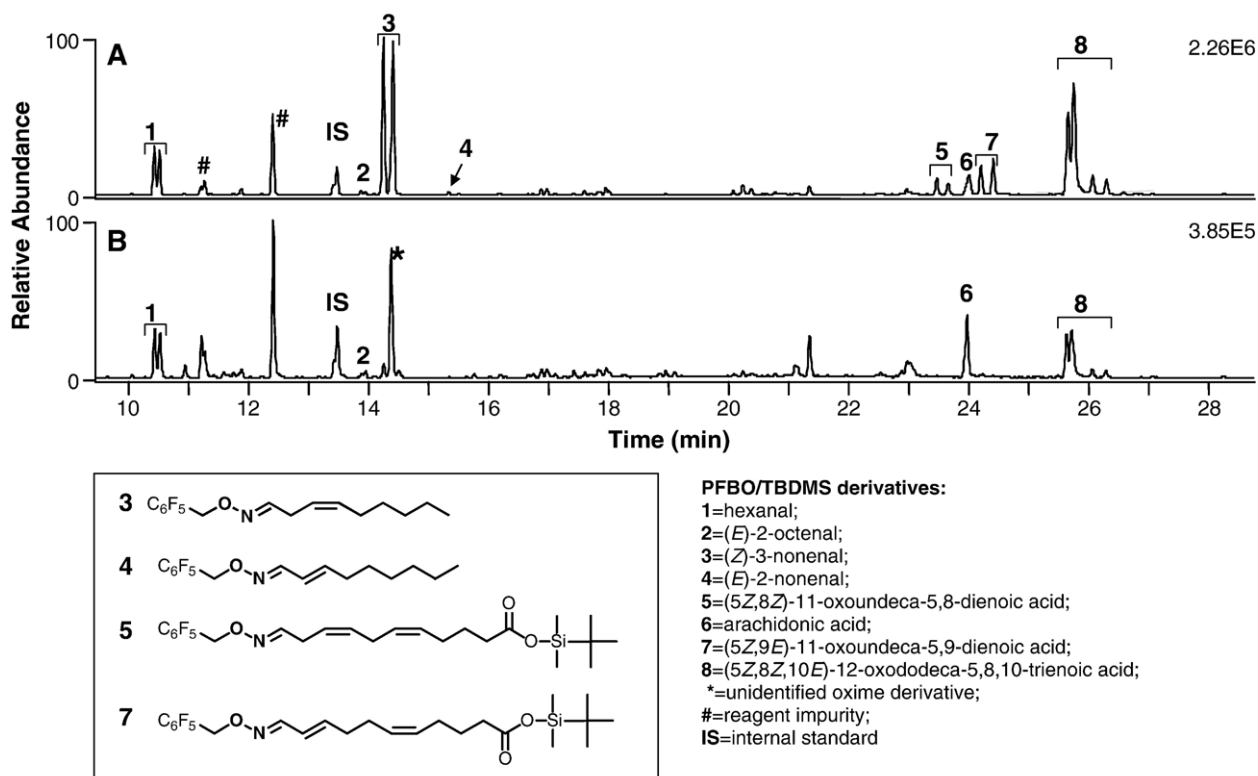 3
100
A
8
2.26E6
#
1
IS
4
#
2
5
6
7
0
100
B
3.85E5
*
1
IS
6
8
2
0
Relative Abundance
10 12 14 16 18 20 22 24 26 28
Time (min)
3 C6F5 O N
4 C6F5 O N
5 C6F5 O N O O Si
7 C6F5 O N O O Si
PFBO/TBDMS derivatives:
1=hexanal;
2=(E)-2-octenal;
3=(Z)-3-nonenal;
4=(E)-2-nonenal;
5=(5Z,8Z)-11-oxoundeca-5,8-dienoic acid;
6=arachidonic acid;
7=(5Z,9E)-11-oxoundeca-5,9-dienoic acid;
8=(5Z,8Z,10E)-12-oxododeca-5,8,10-trienoic acid;
*=unidentified oxime derivative;
#=reagent impurity;
IS=internal standard